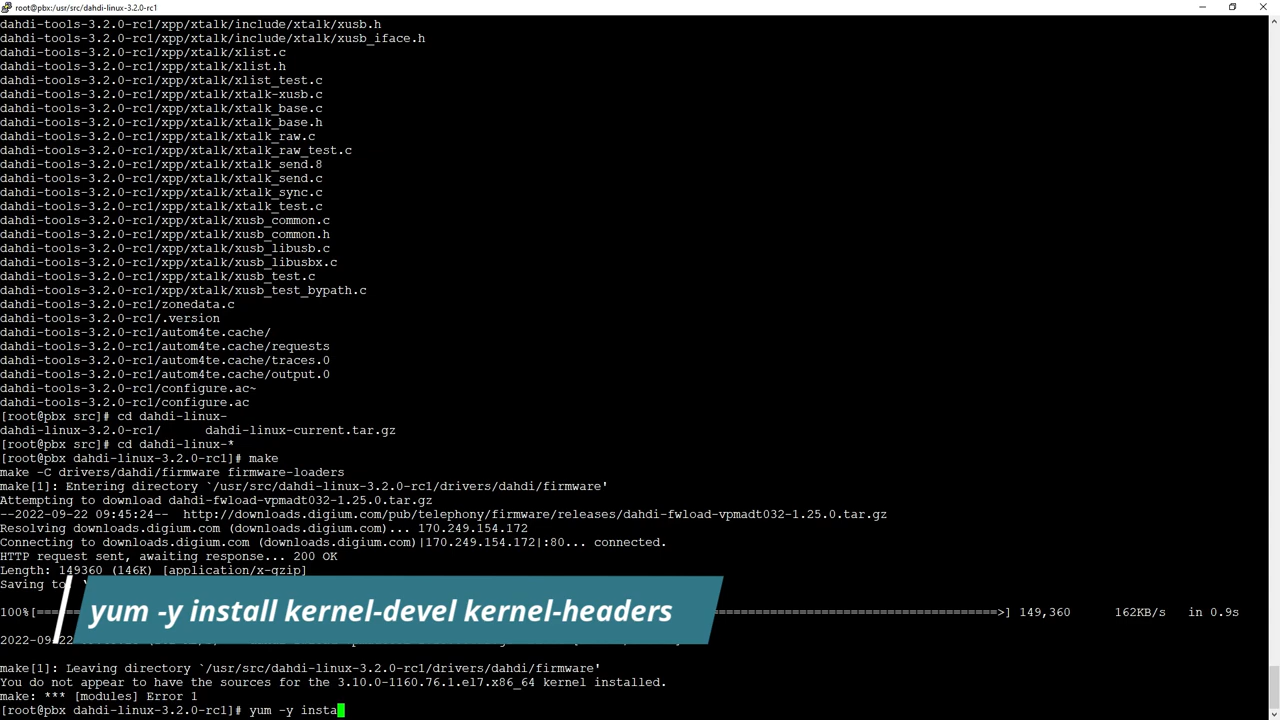 root@pbx:/usr/src/dahdi-linux-3.2.0-rc1
dahdi-tools-3.2.0-rc1/xpp/xtalk/include/xtalk/xusb.h
dahdi-tools-3.2.0-rc1/xpp/xtalk/include/xtalk/xusb_iface.h
dahdi-tools-3.2.0-rc1/xpp/xtalk/xlist.c
dahdi-tools-3.2.0-rc1/xpp/xtalk/xlist.h
dahdi-tools-3.2.0-rc1/xpp/xtalk/xlist_test.c
dahdi-tools-3.2.0-rc1/xpp/xtalk/xtalk-xusb.c
dahdi-tools-3.2.0-rc1/xpp/xtalk/xtalk_base.c
dahdi-tools-3.2.0-rc1/xpp/xtalk/xtalk_base.h
dahdi-tools-3.2.0-rc1/xpp/xtalk/xtalk_raw.c
dahdi-tools-3.2.0-rc1/xpp/xtalk/xtalk_raw_test.c
dahdi-tools-3.2.0-rc1/xpp/xtalk/xtalk_send.8
dahdi-tools-3.2.0-rc1/xpp/xtalk/xtalk_send.c
dahdi-tools-3.2.0-rc1/xpp/xtalk/xtalk_sync.c
dahdi-tools-3.2.0-rc1/xpp/xtalk/xtalk_test.c
dahdi-tools-3.2.0-rc1/xpp/xtalk/xusb_common.c
dahdi-tools-3.2.0-rc1/xpp/xtalk/xusb_common.h
dahdi-tools-3.2.0-rc1/xpp/xtalk/xusb_libusb.c
dahdi-tools-3.2.0-rc1/xpp/xtalk/xusb_libusbx.c
dahdi-tools-3.2.0-rc1/xpp/xtalk/xusb_test.c
dahdi-tools-3.2.0-rc1/xpp/xtalk/xusb_test_bypath.c
dahdi-tools-3.2.0-rc1/zonedata.c
dahdi-tools-3.2.0-rc1/.version
dahdi-tools-3.2.0-rc1/autom4te.cache/
dahdi-tools-3.2.0-rc1/autom4te.cache/requests
dahdi-tools-3.2.0-rc1/autom4te.cache/traces.0
dahdi-tools-3.2.0-rc1/autom4te.cache/output.0
dahdi-tools-3.2.0-rc1/configure.ac~
dahdi-tools-3.2.0-rc1/configure.ac
[root@pbx src]# cd dahdi-linux-
dahdi-linux-3.2.0-rc1/ dahdi-linux-current.tar.gz
[root@pbx src]# cd dahdi-linux-*
[root@pbx dahdi-linux-3.2.0-rc1]# make
make -C drivers/dahdi/firmware firmware-loaders
make[1]: Entering directory `/usr/src/dahdi-linux-3.2.0-rc1/drivers/dahdi/firmware'
Attempting to download dahdi-fwload-vpmadt032-1.25.0.tar.gz
--2022-09-22 09:45:24-- http://downloads.digium.com/pub/telephony/firmware/releases/dahdi-fwload-vpmadt032-1.25.0.tar.gz
Resolving downloads.digium.com (downloads.digium.com)... 170.249.154.172
Connecting to downloads.digium.com (downloads.digium.com)|170.249.154.172|:80... connected.
HTTP request sent, awaiting response... 200 OK
Length: 149360 (146K) [application/x-gzip]
Saving to
yum -y install kernel-devel kernel-headers
100%[==== ======================================>] 149,360 162KB/s in 0.9s
make[1]: Leaving directory `/usr/src/dahdi-linux-3.2.0-rc1/drivers/dahdi/firmware'
You do not appear to have the sources for the 3.10.0-1160.76.1.el7.x86_64 kernel installed.
make: *** [modules] Error 1
[root@pbx dahdi-linux-3.2.0-rc1]# yum -y insta